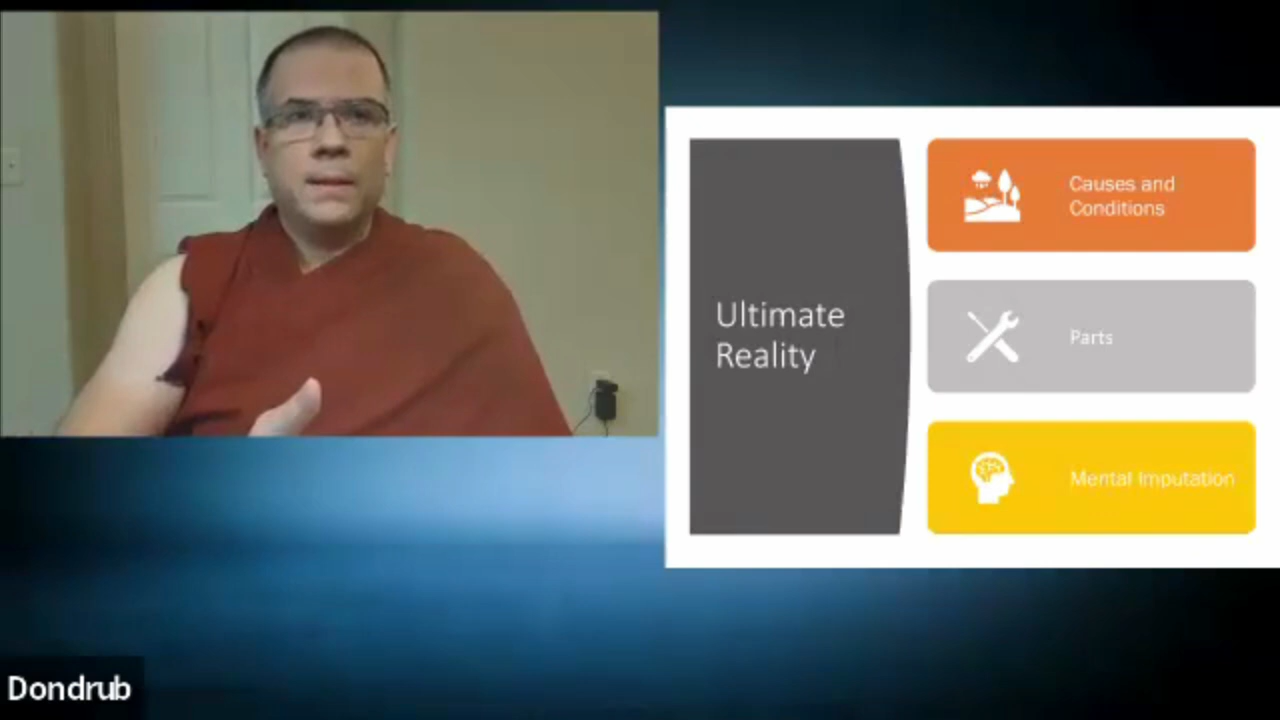 Ultimate
Reality
Causes and
Conditions
Parts
Mental Imputation
Dondrub